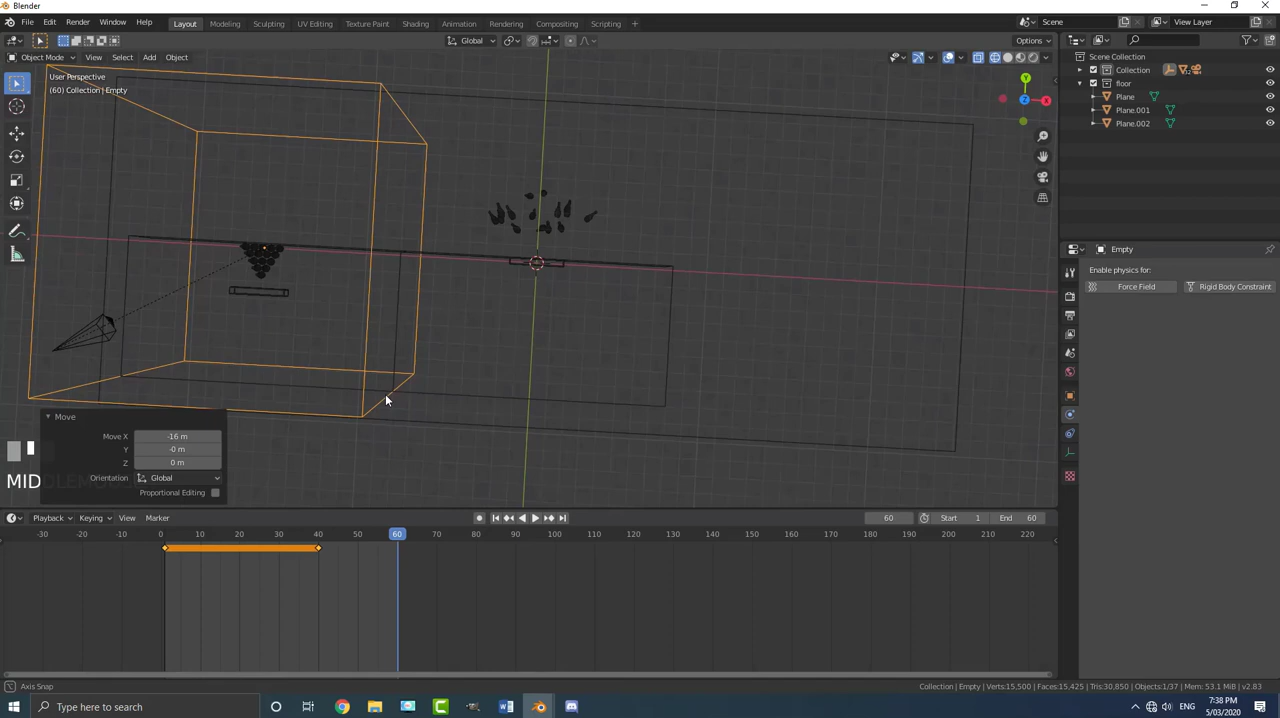 Blender
File Edit Render Window Help
Layout Modeling Sculpting UV Editing Texture Paint Shading Animation Rendering Compositing Scripting +
Scene View Layer
Global Options
Object Mode View Select Add Object
User Perspective
(60) Collection | Empty
Y
Z
X
Scene Collection
Collection
floor
Plane
Plane.001
Plane.002
Empty
Enable physics for:
Force Field Rigid Body Constraint
Move
Move X -16 m
Y -0 m
Z 0 m
Orientation Global
Proportional Editing
Playback Keying View Marker
60 Start 1 End 60
-30 -20 -10 0 10 20 30 40 50 60 70 80 90 100 110 120 130 140 150 160 170 180 190 200 210 220
Axis Snap
Collection | Empty | Verts:15,500 | Faces:15,425 | Tris:30,850 | Objects:1/37 | Mem: 53.1 MiB | v2.83
Type here to search
7:38 PM
5/03/2020